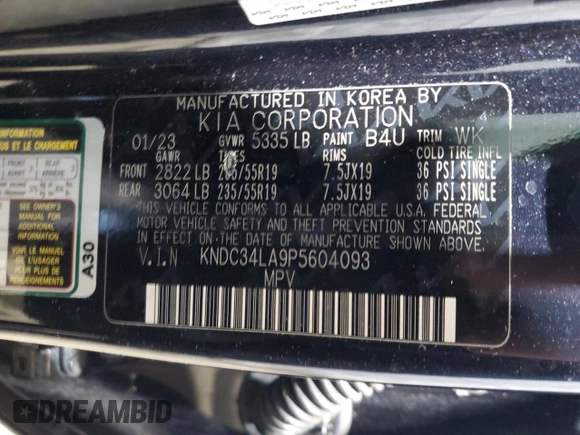 MANUFACTURED IN KOREA BY
KIA CORPORATION
01/23 GVWR 5335 LB PAINT B4U TRIM WK
GAWR TIRES RIMS COLD TIRE INFL
FRONT 2822 LB 235/55R19 7.5JX19 36 PSI SINGLE
REAR 3064 LB 235/55R19 7.5JX19 36 PSI SINGLE
THIS VEHICLE CONFORMS TO ALL APPLICABLE U.S.A. FEDERAL
MOTOR VEHICLE SAFETY AND THEFT PREVENTION STANDARDS
IN EFFECT ON THE DATE OF MANUFACTURE SHOWN ABOVE.
V.I.N KNDC34LA9P5604093
MPV
INFORMATION
ET LE CHARGEMENT
SEE OWNER'S
MANUAL FOR
ADDITIONAL
INFORMATION
VOIR LE MANUEL
DE L'USAGER
POUR PLUS DE
RENSEIGNEMENTS
A30
DREAMBID